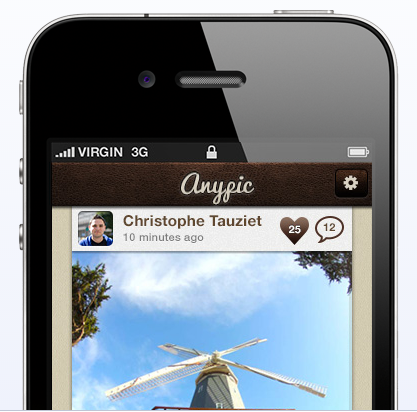 VIRGIN 3G
Anypic
Christophe Tauziet
10 minutes ago
25
12